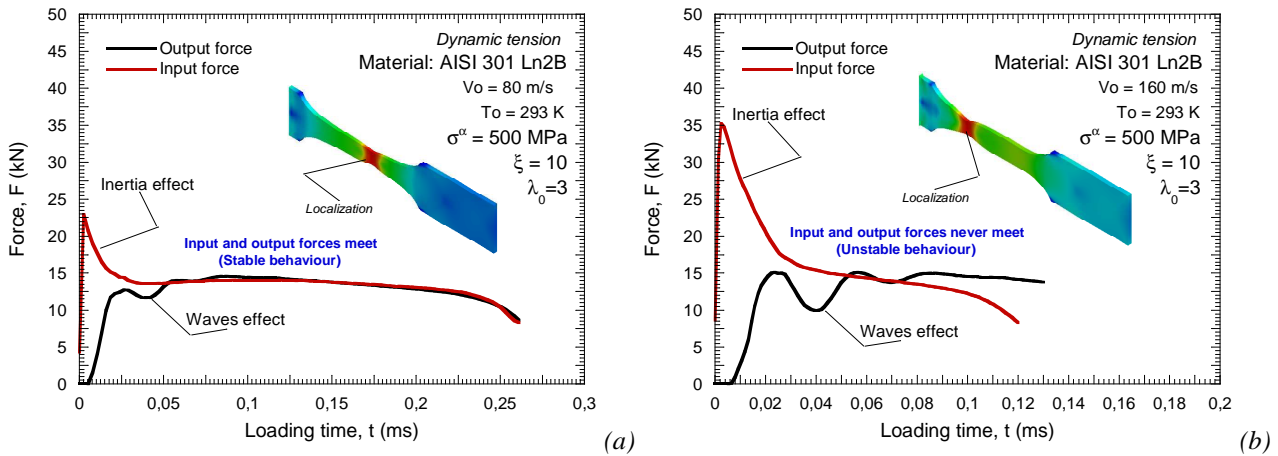 50
45
40
35
30
25
20
15
10
5
0
Force, F (kN)
Output force
Input force
Dynamic tension
Material: AISI 301 Ln2B
Vo = 80 m/s
To = 293 K
σᵅ = 500 MPa
ξ = 10
λ₀=3
Inertia effect
Localization
Input and output forces meet
(Stable behaviour)
Waves effect
0 0,05 0,1 0,15 0,2 0,25 0,3
Loading time, t (ms)
(a)
50
45
40
35
30
25
20
15
10
5
0
Force, F (kN)
Output force
Input force
Dynamic tension
Material: AISI 301 Ln2B
Vo = 160 m/s
To = 293 K
σᵅ = 500 MPa
ξ = 10
λ₀=3
Inertia effect
Localization
Input and output forces never meet
(Unstable behaviour)
Waves effect
0 0,02 0,04 0,06 0,08 0,1 0,12 0,14 0,16 0,18 0,2
Loading time, t (ms)
(b)